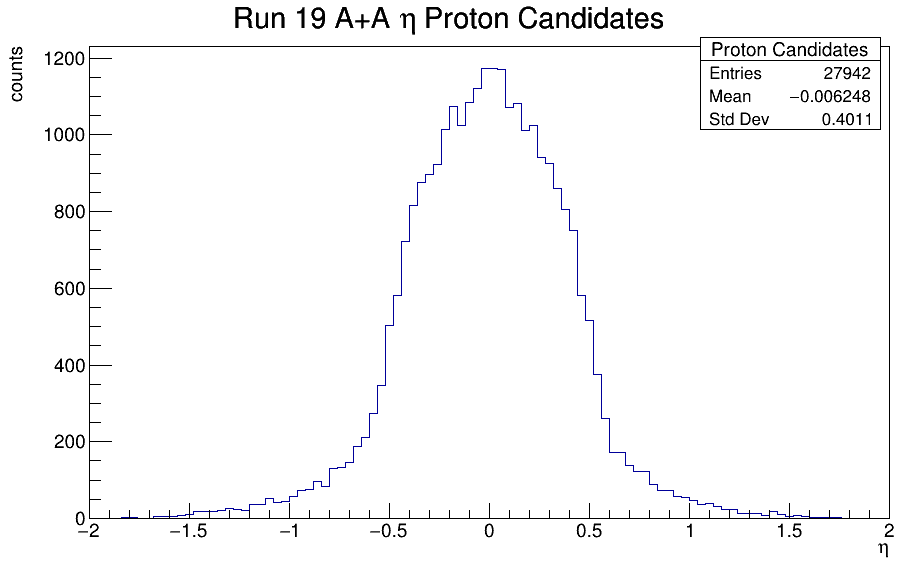 Run 19 A+A η Proton Candidates
counts
Proton Candidates
Entries 27942
Mean −0.006248
Std Dev 0.4011
1200
1000
800
600
400
200
0
−2 −1.5 −1 −0.5 0 0.5 1 1.5 2
η